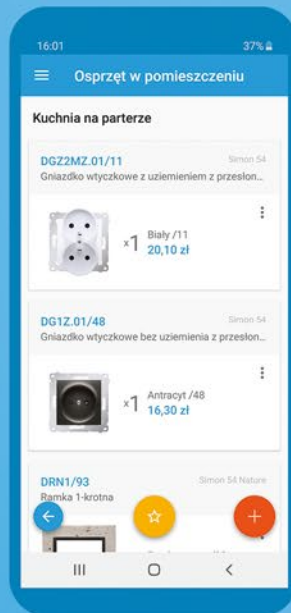 16:01 37%
Osprzęt w pomieszczeniu
Kuchnia na parterze
DGZ2MZ.01/11 Simon 54
Gniazdko wtyczkowe z uziemieniem z przesłon...
x1 Biały /11
20,10 zł
DG1Z.01/48 Simon 54
Gniazdko wtyczkowe bez uziemienia z przesłon...
x1 Antracyt /48
16,30 zł
DRN1/93 Simon 54 Nature
Ramka 1-krotna